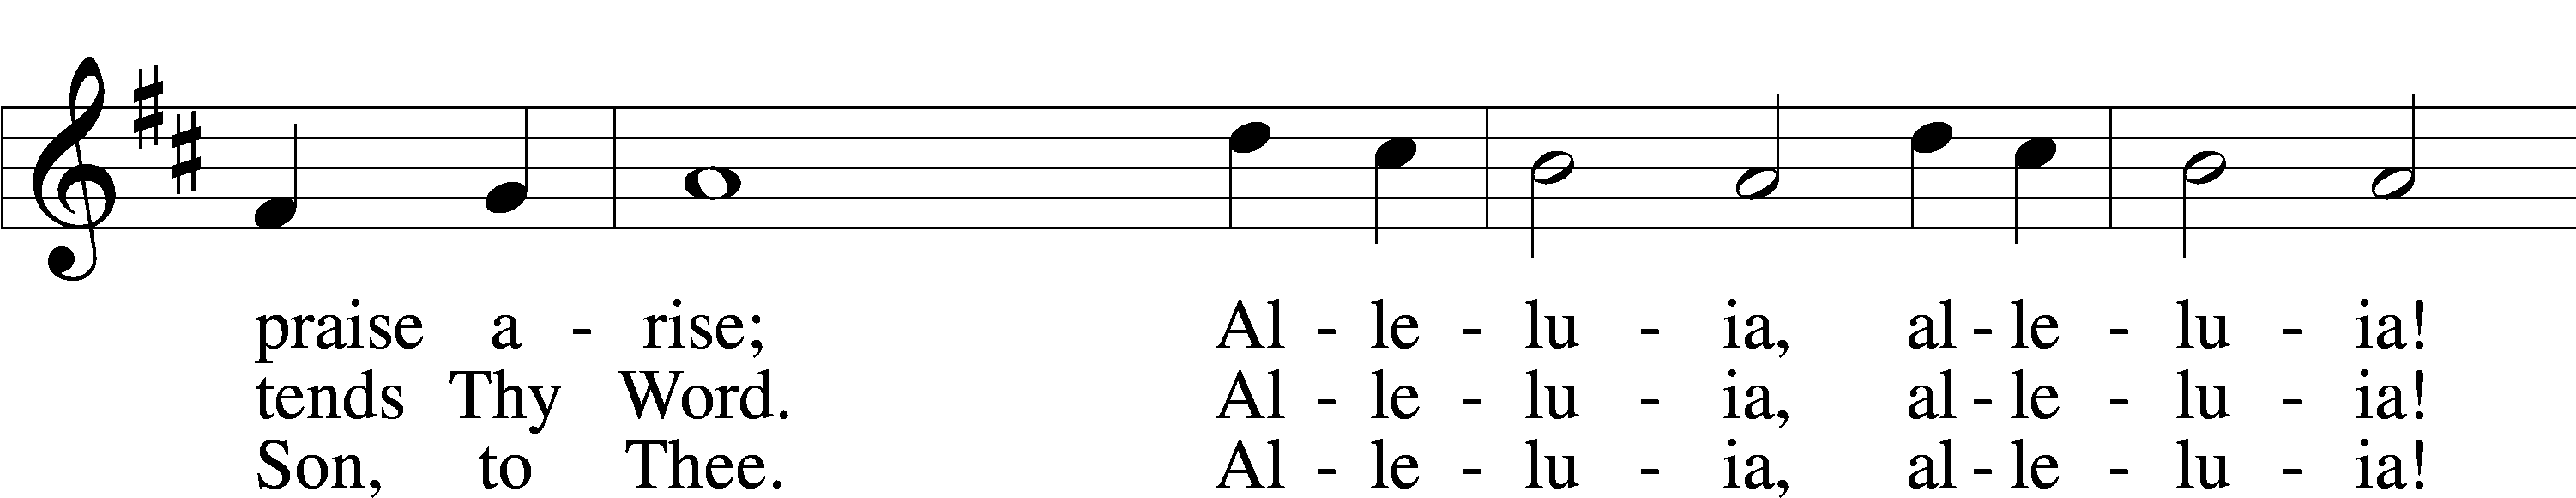 praise a - rise; Al - le - lu - ia, al - le - lu - ia!
tends Thy Word. Al - le - lu - ia, al - le - lu - ia!
Son, to Thee. Al - le - lu - ia, al - le - lu - ia!